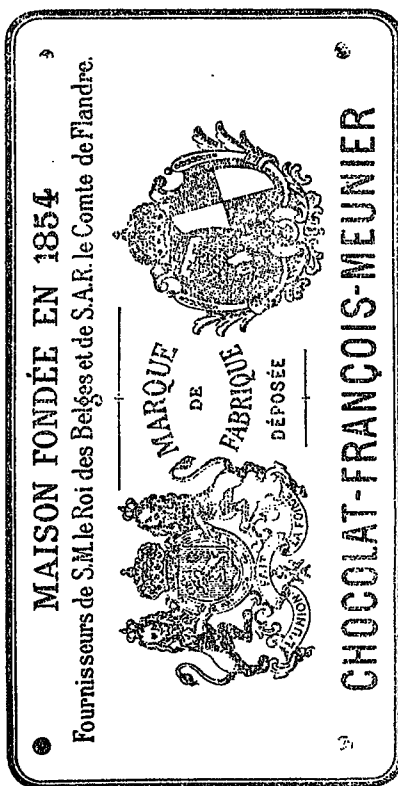 MAISON FONDÉE EN 1854
Fournisseurs de S.M. le Roi des Belges et de S.A.R. le Comte de Flandre.
MARQUE
DE
FABRIQUE
DÉPOSÉE
L'UNION FAIT LA FORCE
CHOCOLAT-FRANÇOIS-MEUNIER